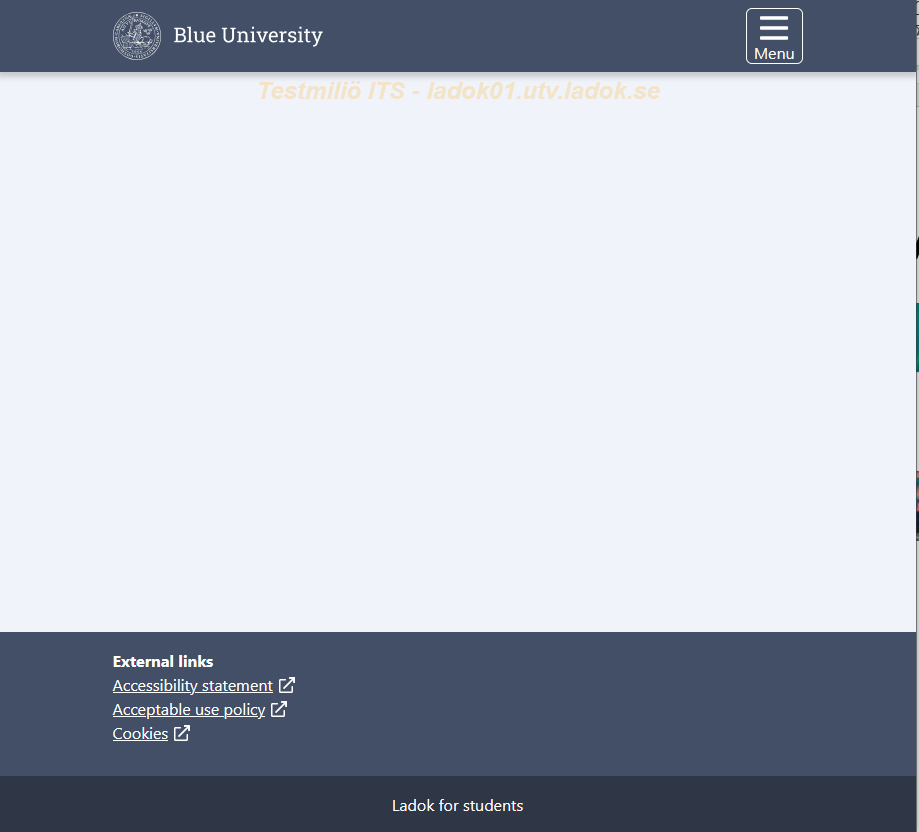 Blue University
Menu
Testmiliö ITS - ladok01.utv.ladok.se
External links
Accessibility statement
Acceptable use policy
Cookies
Ladok for students